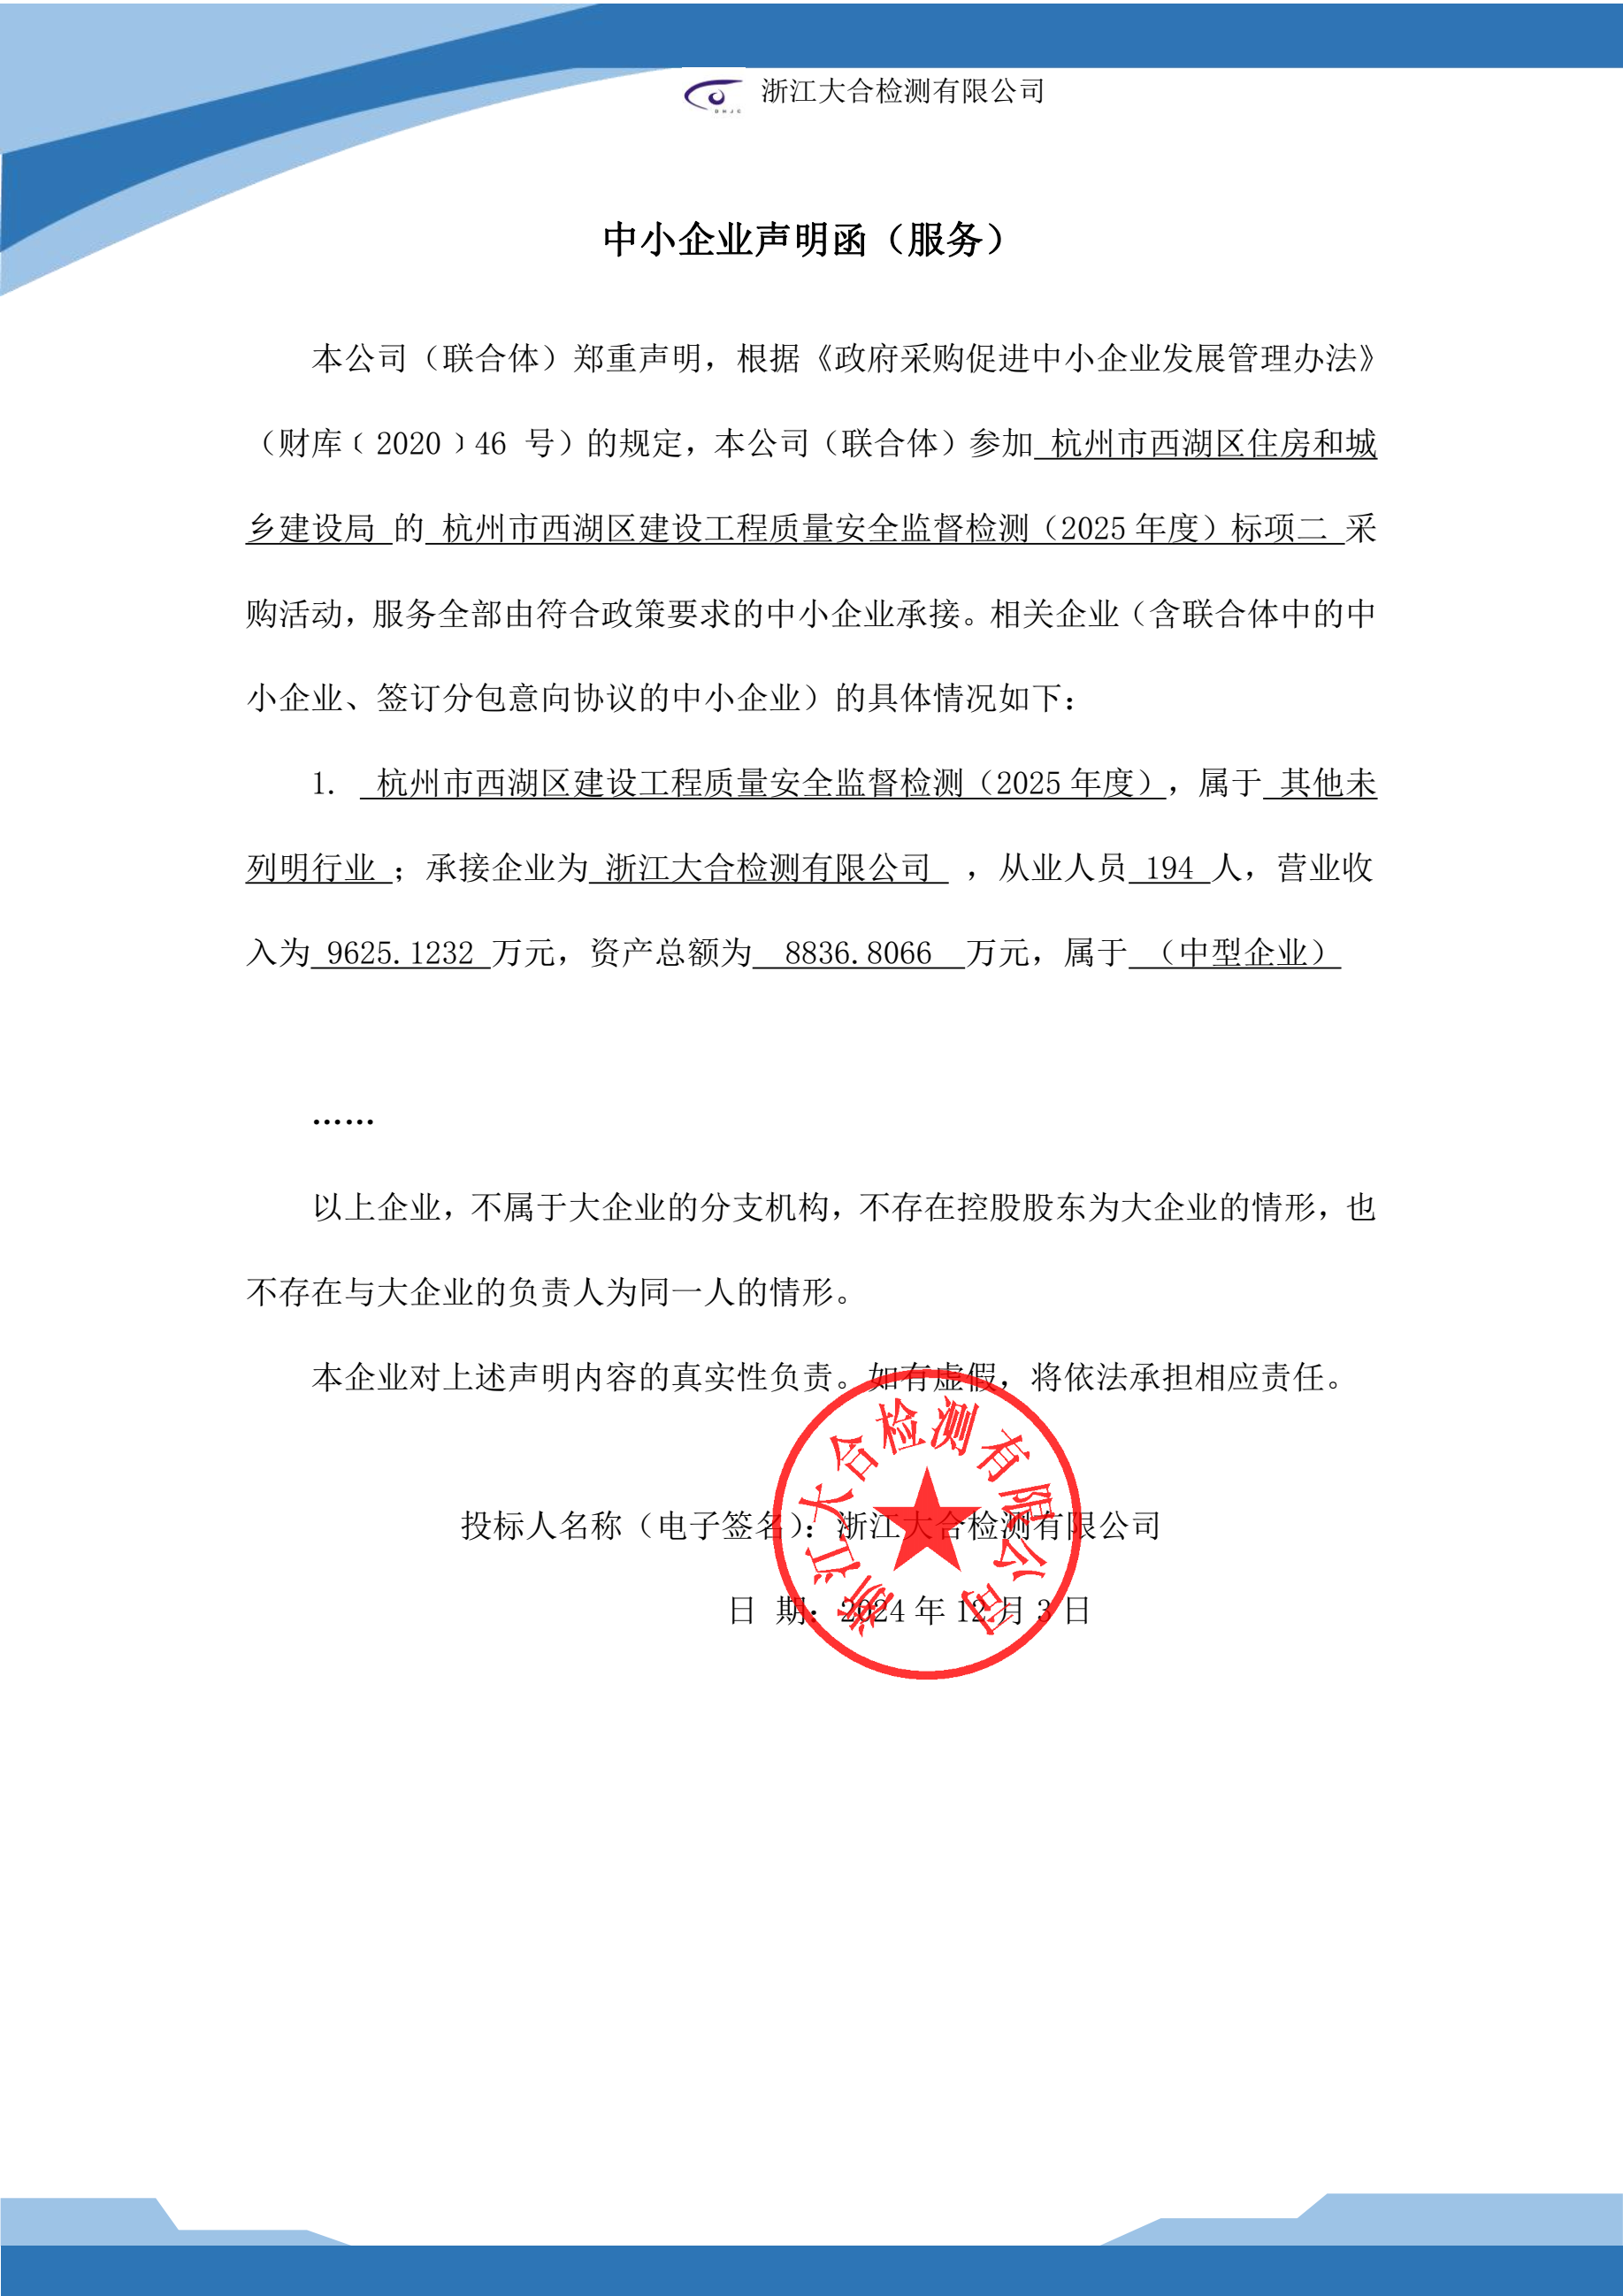 DHJC
浙江大合检测有限公司
中小企业声明函（服务）
本公司（联合体）郑重声明，根据《政府采购促进中小企业发展管理办法》
（财库﹝2020﹞46 号）的规定，本公司（联合体）参加 杭州市西湖区住房和城
乡建设局 的 杭州市西湖区建设工程质量安全监督检测（2025 年度）标项二 采
购活动，服务全部由符合政策要求的中小企业承接。相关企业（含联合体中的中
小企业、签订分包意向协议的中小企业）的具体情况如下：
1. 杭州市西湖区建设工程质量安全监督检测（2025 年度），属于 其他未
列明行业 ；承接企业为 浙江大合检测有限公司 ，从业人员 194 人，营业收
入为 9625.1232 万元，资产总额为 8836.8066 万元，属于 （中型企业）
……
以上企业，不属于大企业的分支机构，不存在控股股东为大企业的情形，也
不存在与大企业的负责人为同一人的情形。
本企业对上述声明内容的真实性负责。如有虚假，将依法承担相应责任。
投标人名称（电子签名）：浙江大合检测有限公司
日 期：2024 年 12 月 3 日
浙江大合检测有限公司